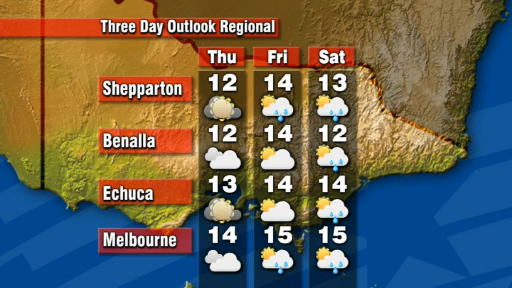 Three Day Outlook Regional
Thu Fri Sat
Shepparton 12 14 13
Benalla 12 14 12
Echuca 13 14 14
Melbourne 14 15 15